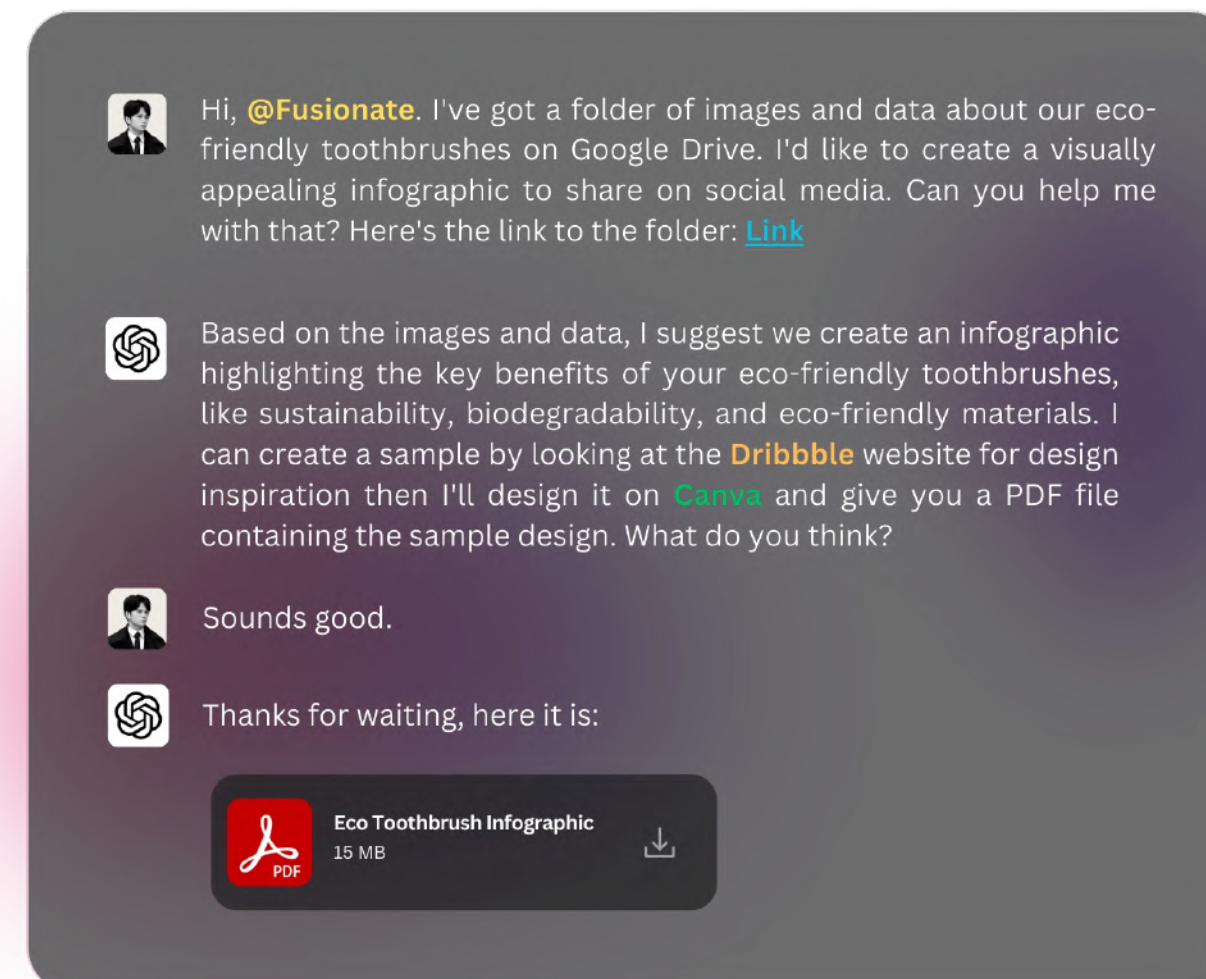 Hi, @Fusionate. I've got a folder of images and data about our eco-
friendly toothbrushes on Google Drive. I'd like to create a visually
appealing infographic to share on social media. Can you help me
with that? Here's the link to the folder: Link
Based on the images and data, I suggest we create an infographic
highlighting the key benefits of your eco-friendly toothbrushes,
like sustainability, biodegradability, and eco-friendly materials. I
can create a sample by looking at the Dribbble website for design
inspiration then I'll design it on Canva and give you a PDF file
containing the sample design. What do you think?
Sounds good.
Thanks for waiting, here it is:
Eco Toothbrush Infographic
15 MB
PDF